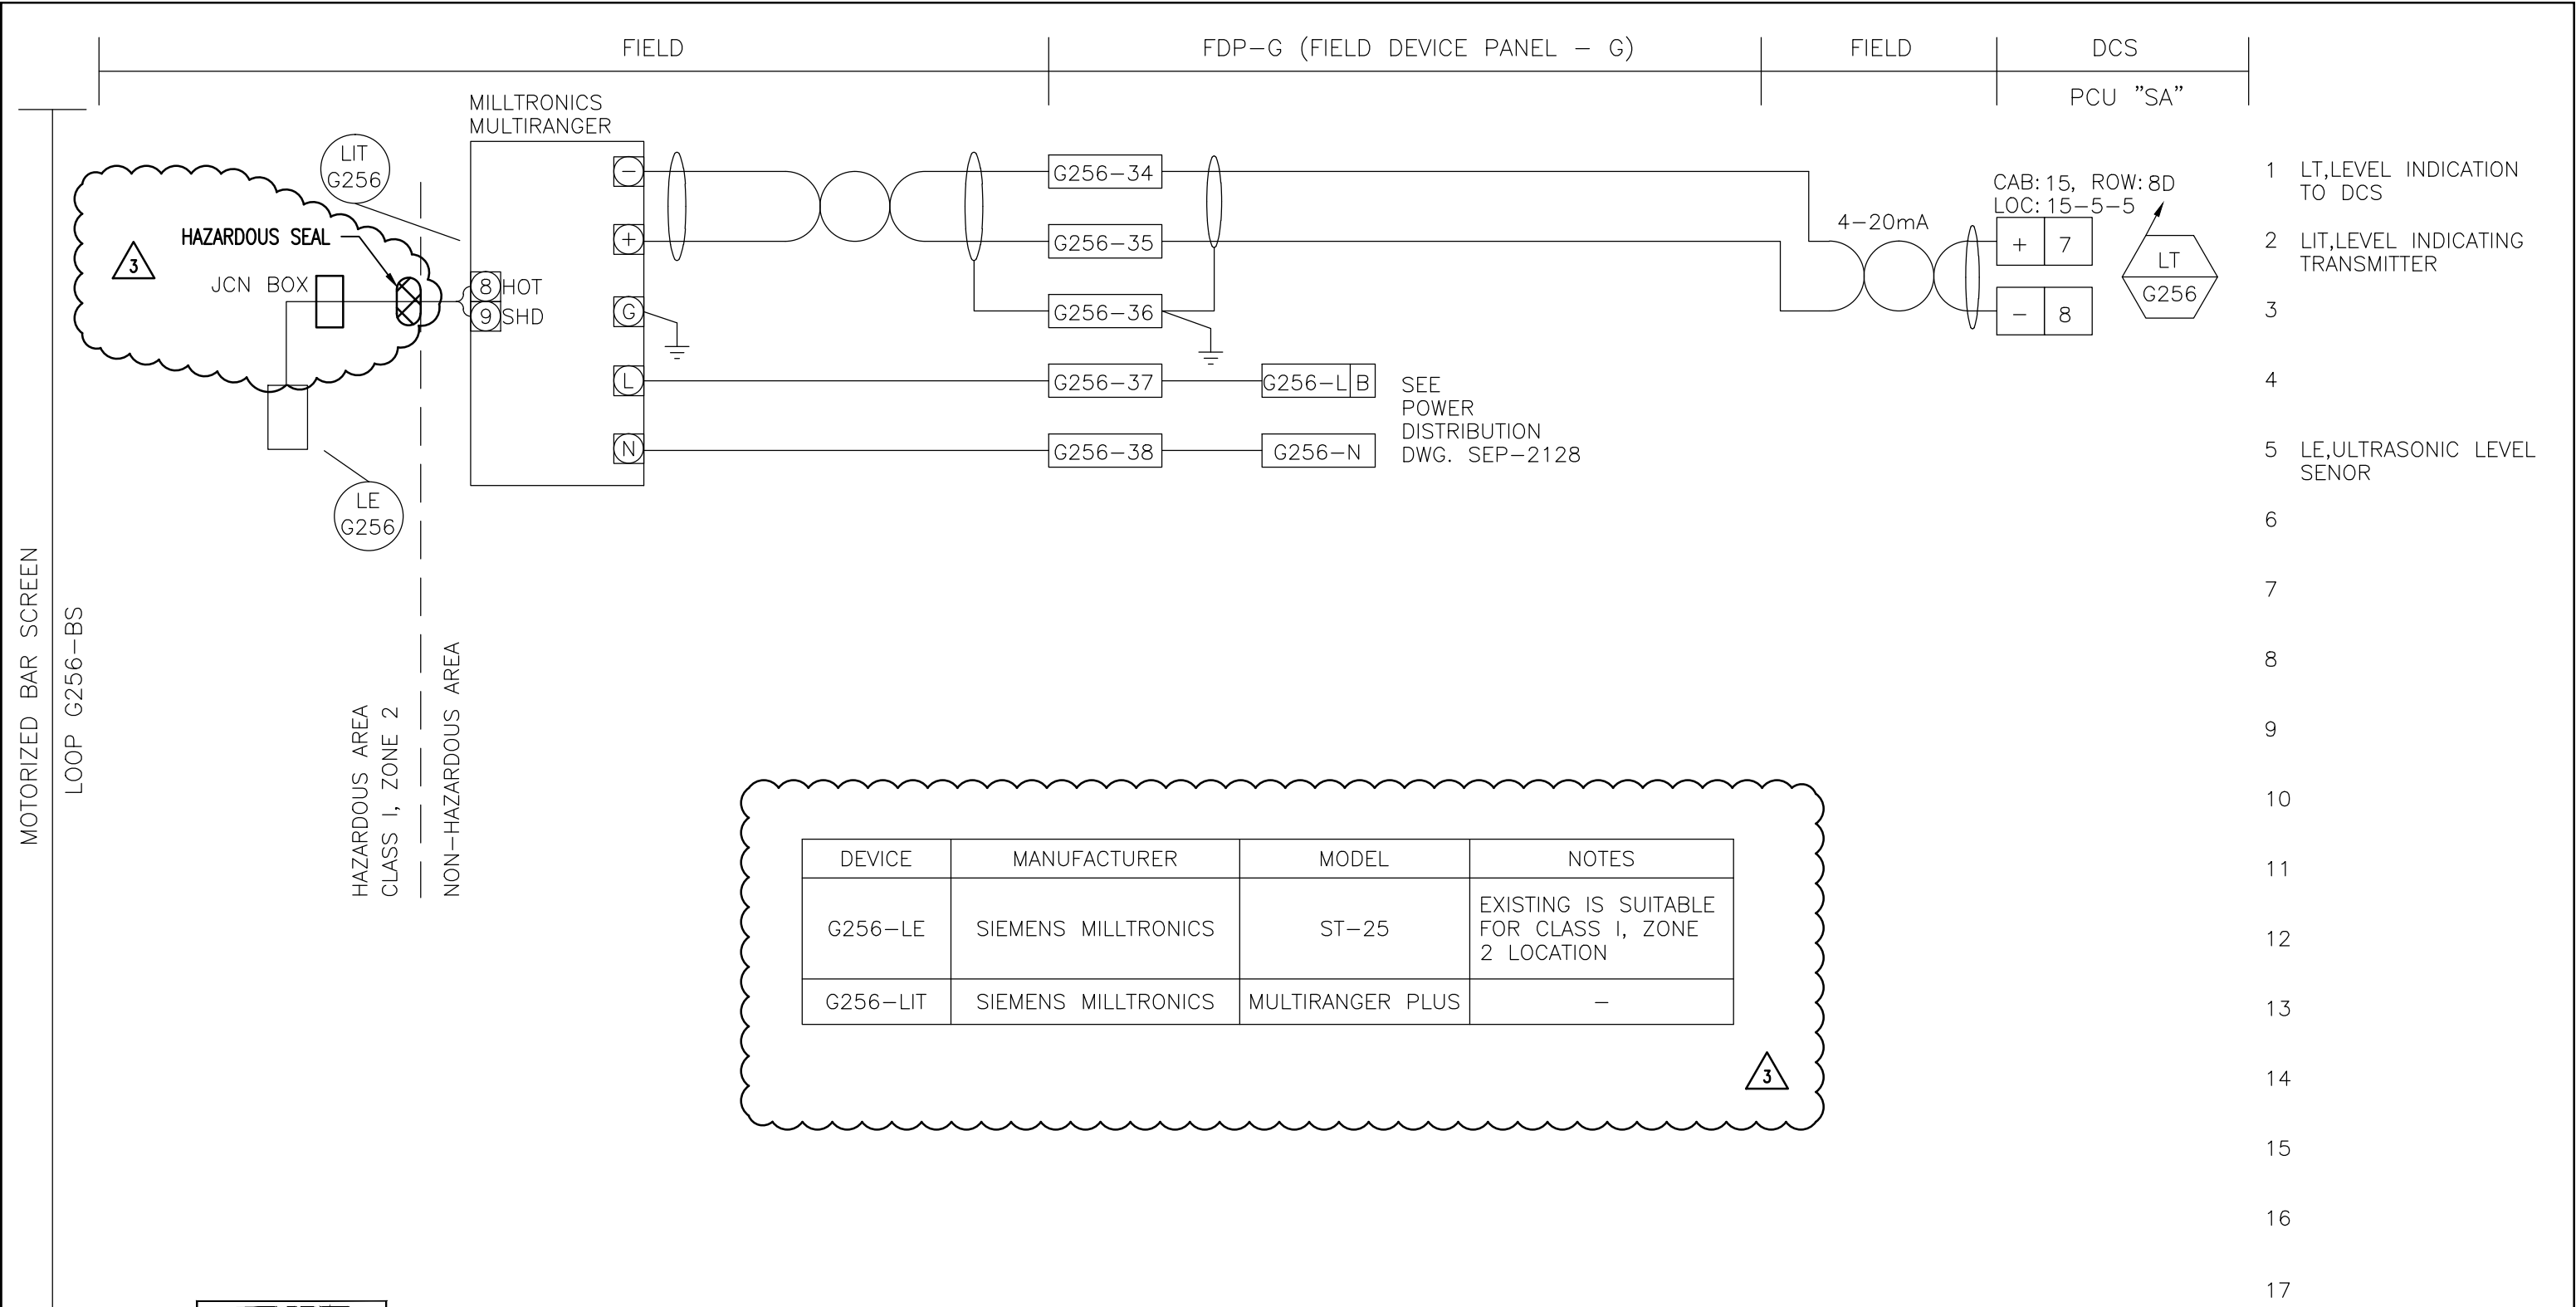 FIELD
FDP-G (FIELD DEVICE PANEL - G)
FIELD
DCS
PCU "SA"
MILLTRONICS
MULTIRANGER
LIT
G256
HAZARDOUS SEAL
3
JCN BOX
8 HOT
9 SHD
-
+
G
L
N
LE
G256
G256-34
G256-35
G256-36
G256-37
G256-38
G256-L B
G256-N
SEE
POWER
DISTRIBUTION
DWG. SEP-2128
4-20mA
CAB: 15, ROW: 8D
LOC: 15-5-5
+ 7
- 8
LT
G256
1 LT,LEVEL INDICATION
TO DCS
2 LIT,LEVEL INDICATING
TRANSMITTER
3
4
5 LE,ULTRASONIC LEVEL
SENOR
6
7
8
9
10
11
12
13
14
15
16
17
MOTORIZED BAR SCREEN
LOOP G256-BS
HAZARDOUS AREA
CLASS I, ZONE 2
NON-HAZARDOUS AREA
DEVICE MANUFACTURER MODEL NOTES
G256-LE SIEMENS MILLTRONICS ST-25 EXISTING IS SUITABLE
FOR CLASS I, ZONE
2 LOCATION
G256-LIT SIEMENS MILLTRONICS MULTIRANGER PLUS -
3